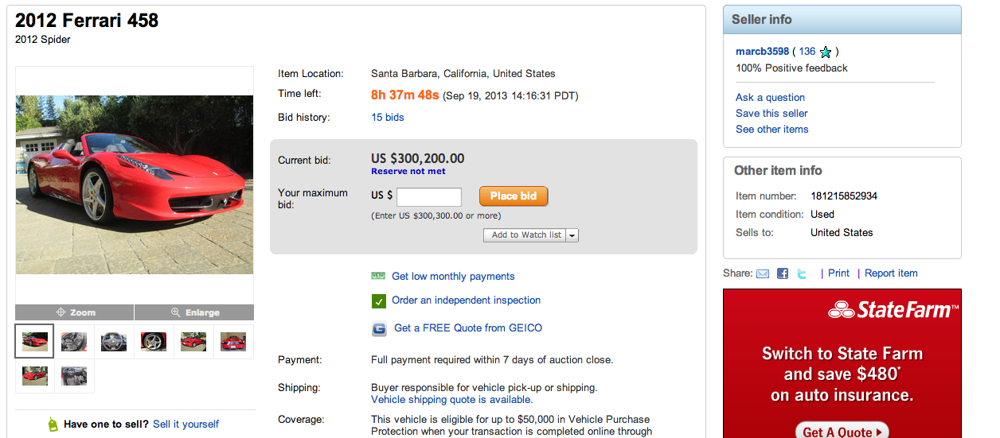 2012 Ferrari 458
2012 Spider
Zoom
Enlarge
Have one to sell? Sell it yourself
Item Location: Santa Barbara, California, United States
Time left: 8h 37m 48s (Sep 19, 2013 14:16:31 PDT)
Bid history: 15 bids
Current bid: US $300,200.00
Reserve not met
Your maximum
bid:
US $
Place bid
(Enter US $300,300.00 or more)
Add to Watch list
Get low monthly payments
Order an independent inspection
Get a FREE Quote from GEICO
Payment: Full payment required within 7 days of auction close.
Shipping: Buyer responsible for vehicle pick-up or shipping.
Vehicle shipping quote is available.
Coverage: This vehicle is eligible for up to $50,000 in Vehicle Purchase
Protection when your transaction is completed online through
Seller info
marcb3598 ( 136 )
100% Positive feedback
Ask a question
Save this seller
See other items
Other item info
Item number: 181215852934
Item condition: Used
Sells to: United States
Share: | Print | Report item
State Farm™
Switch to State Farm
and save $480*
on auto insurance.
Get A Quote